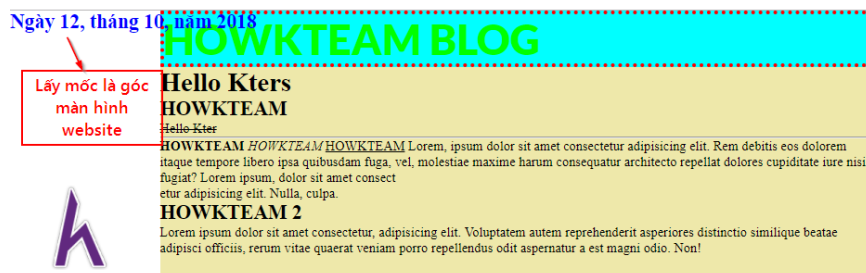 Ngày 12, tháng 10, năm 2018
HOWKTEAM BLOG
Lấy mốc là góc
màn hình
website
Hello Kters
HOWKTEAM
Hello Kter
HOWKTEAM HOWKTEAM HOWKTEAM Lorem, ipsum dolor sit amet consectetur adipisicing elit. Rem debitis eos dolorem
itaque tempore libero ipsa quibusdam fuga, vel, molestiae maxime harum consequatur architecto repellat dolores cupiditate iure nisi
fugiat? Lorem ipsum, dolor sit amet consect
etur adipisicing elit. Nulla, culpa.
HOWKTEAM 2
Lorem ipsum dolor sit amet consectetur, adipisicing elit. Voluptatem autem reprehenderit asperiores distinctio similique beatae
adipisci officiis, rerum vitae quaerat veniam porro repellendus odit aspernatur a est magni odio. Non!